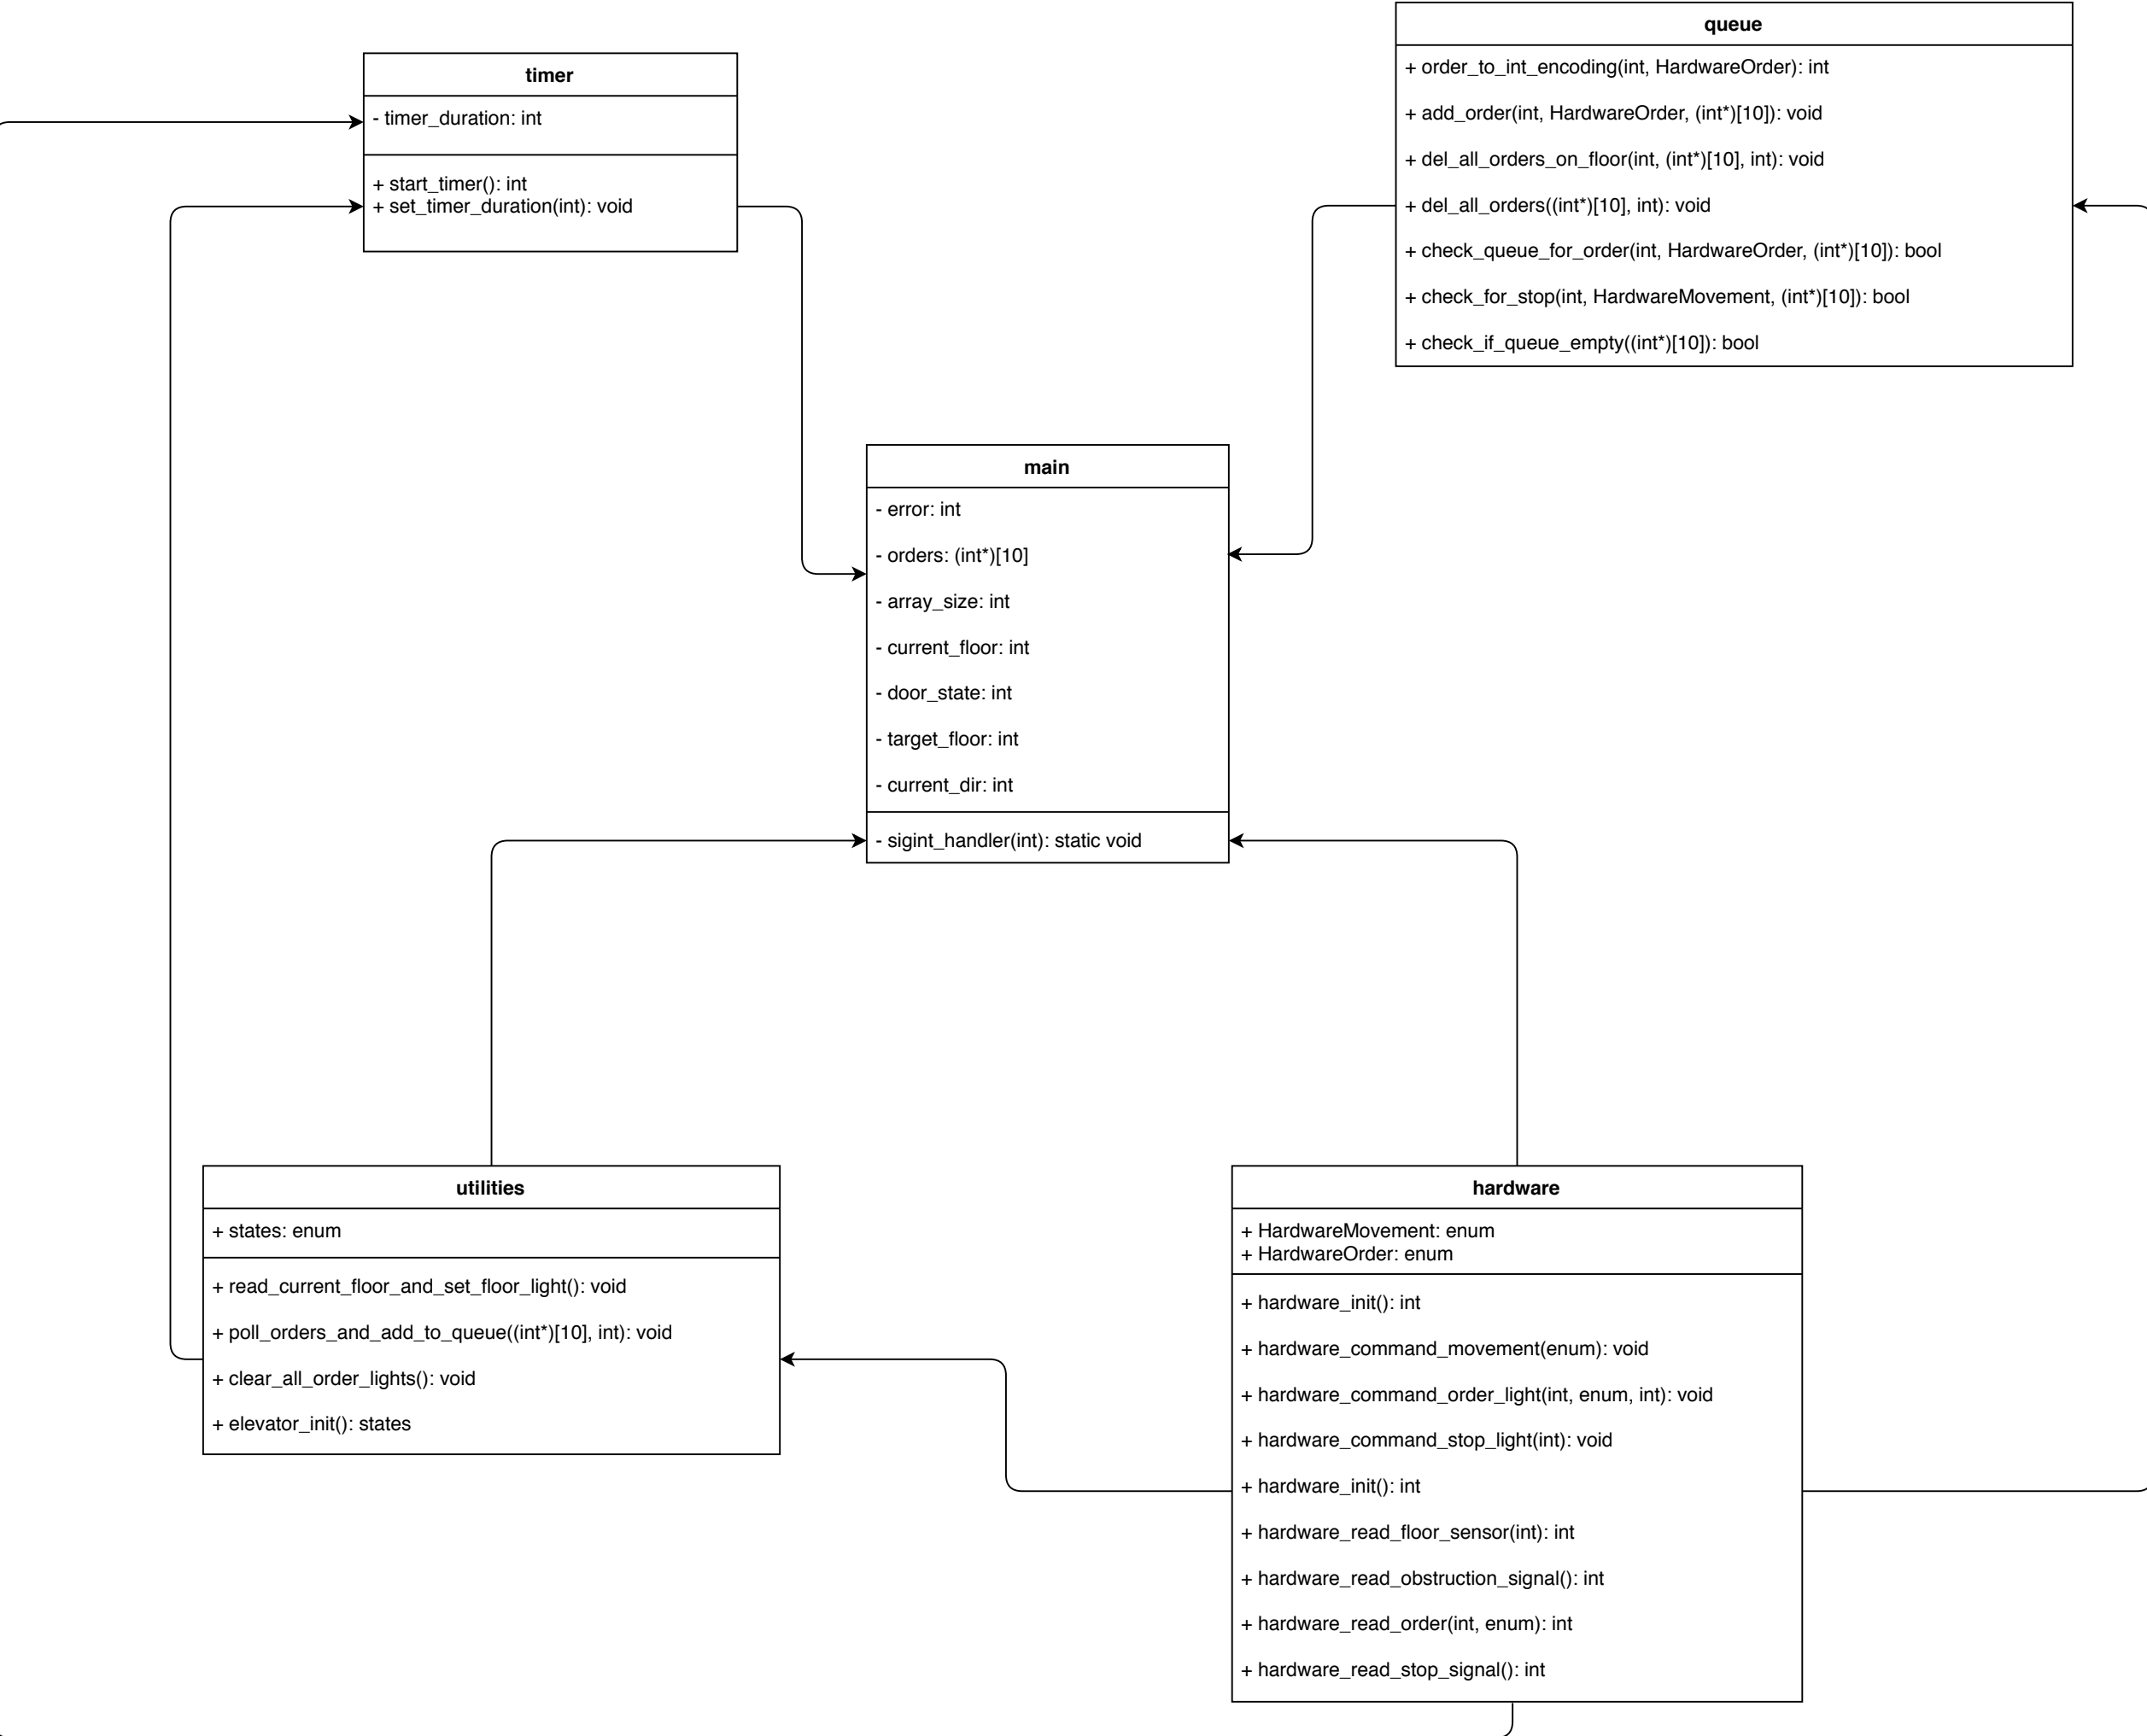 timer
- timer_duration: int
+ start_timer(): int
+ set_timer_duration(int): void
queue
+ order_to_int_encoding(int, HardwareOrder): int
+ add_order(int, HardwareOrder, (int*)[10]): void
+ del_all_orders_on_floor(int, (int*)[10], int): void
+ del_all_orders((int*)[10], int): void
+ check_queue_for_order(int, HardwareOrder, (int*)[10]): bool
+ check_for_stop(int, HardwareMovement, (int*)[10]): bool
+ check_if_queue_empty((int*)[10]): bool
main
- error: int
- orders: (int*)[10]
- array_size: int
- current_floor: int
- door_state: int
- target_floor: int
- current_dir: int
- sigint_handler(int): static void
utilities
+ states: enum
+ read_current_floor_and_set_floor_light(): void
+ poll_orders_and_add_to_queue((int*)[10], int): void
+ clear_all_order_lights(): void
+ elevator_init(): states
hardware
+ HardwareMovement: enum
+ HardwareOrder: enum
+ hardware_init(): int
+ hardware_command_movement(enum): void
+ hardware_command_order_light(int, enum, int): void
+ hardware_command_stop_light(int): void
+ hardware_init(): int
+ hardware_read_floor_sensor(int): int
+ hardware_read_obstruction_signal(): int
+ hardware_read_order(int, enum): int
+ hardware_read_stop_signal(): int